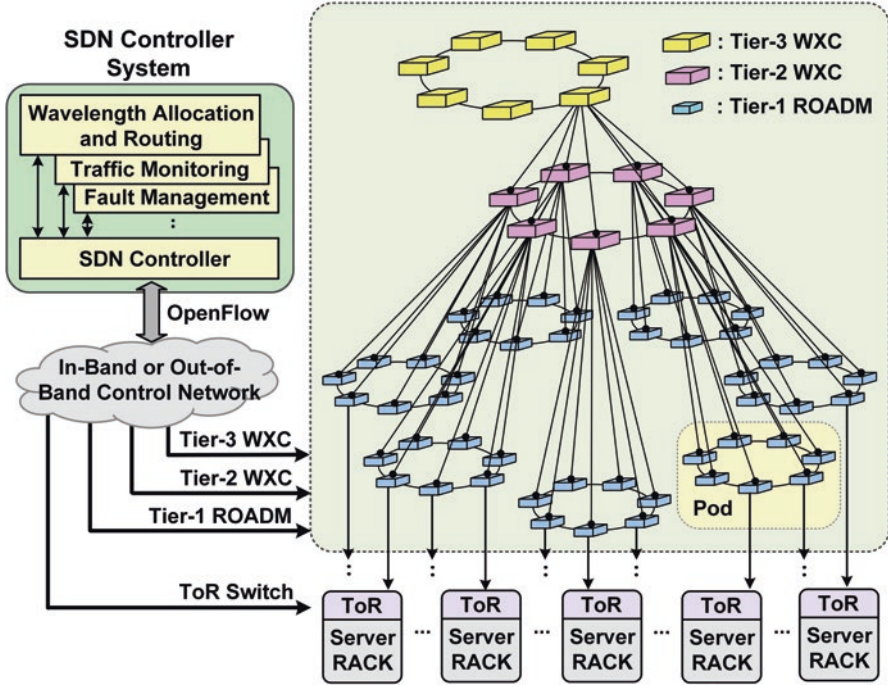 SDN Controller
System
Wavelength Allocation
and Routing
Traffic Monitoring
Fault Management
:
SDN Controller
OpenFlow
In-Band or Out-of-
Band Control Network
Tier-3 WXC
Tier-2 WXC
Tier-1 ROADM
ToR Switch
: Tier-3 WXC
: Tier-2 WXC
: Tier-1 ROADM
Pod
ToR
Server
RACK
...
ToR
Server
RACK
...
ToR
Server
RACK
...
ToR
Server
RACK
...
ToR
Server
RACK